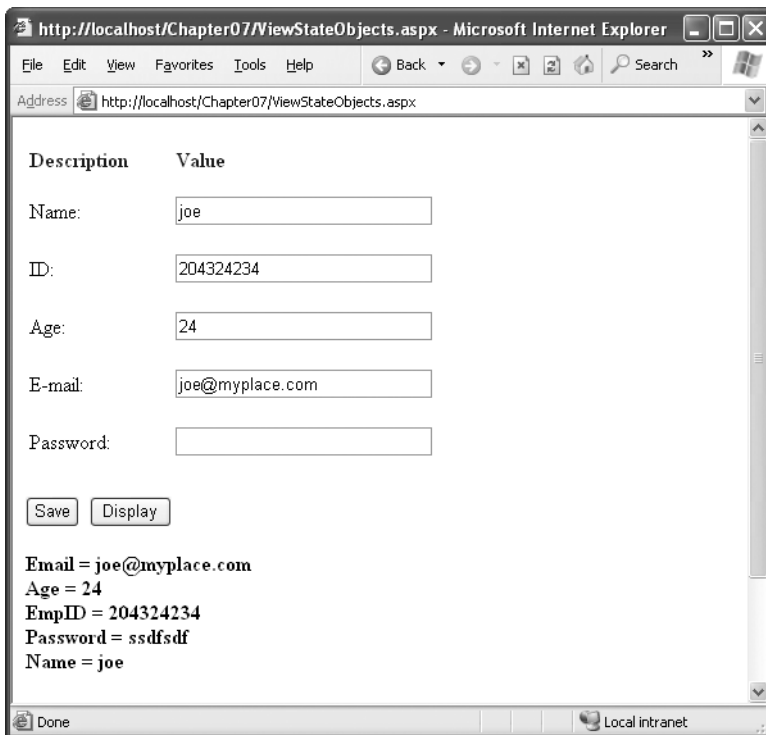 http://localhost/Chapter07/ViewStateObjects.aspx - Microsoft Internet Explorer
File Edit View Favorites Tools Help Back Search »
Address http://localhost/Chapter07/ViewStateObjects.aspx
Description Value
Name: joe
ID: 204324234
Age: 24
E-mail: joe@myplace.com
Password:
Save Display
Email = joe@myplace.com
Age = 24
EmpID = 204324234
Password = ssdfsdf
Name = joe
Done Local intranet